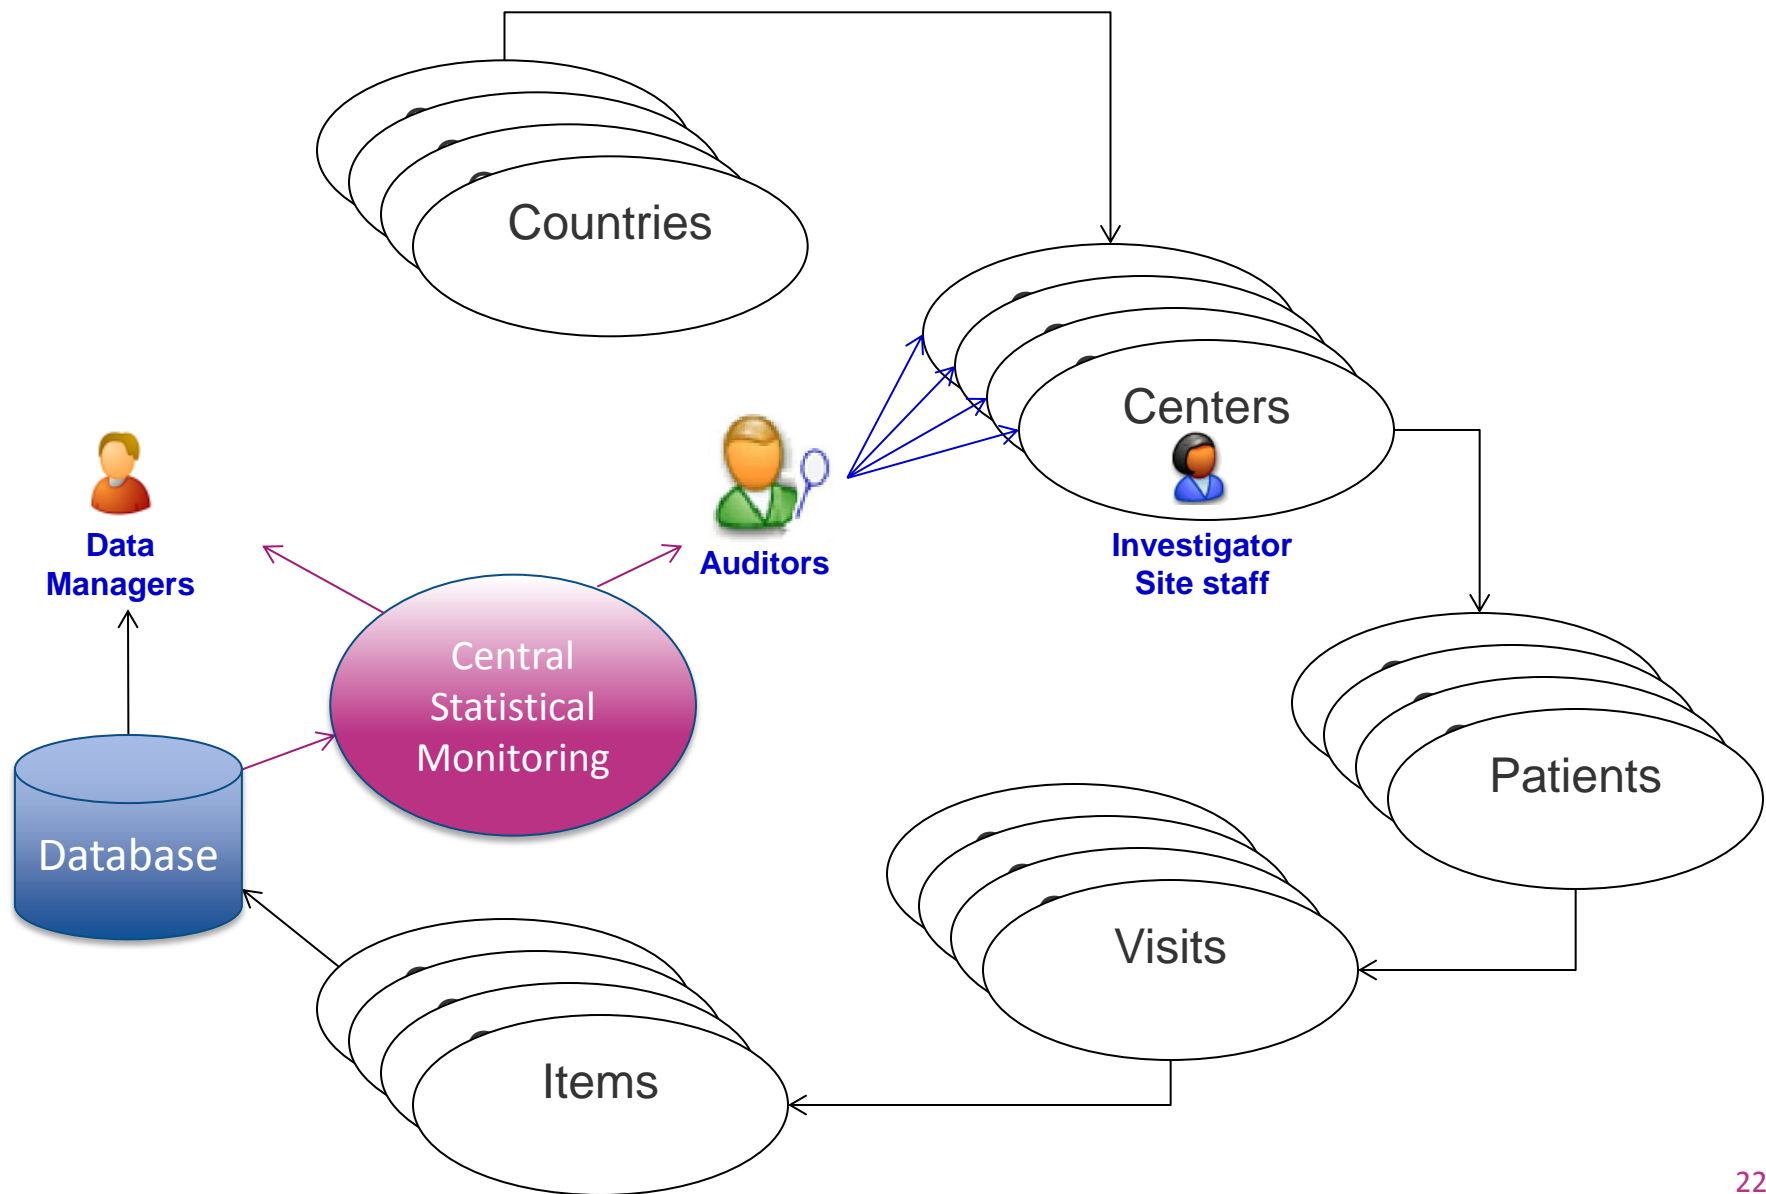 Countries
Centers
Data
Managers
Auditors
Investigator
Site staff
Central
Statistical
Monitoring
Patients
Database
Visits
Items
22